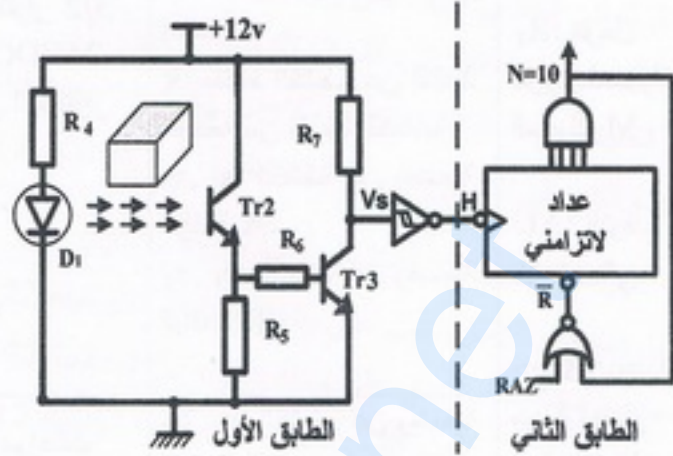 +12v
N=10
R4
R7
عداد
لاتزامني
Vs
H
Tr2
R6
Tr3
D1
R5
R̅
RAZ
الطابق الأول
الطابق الثاني